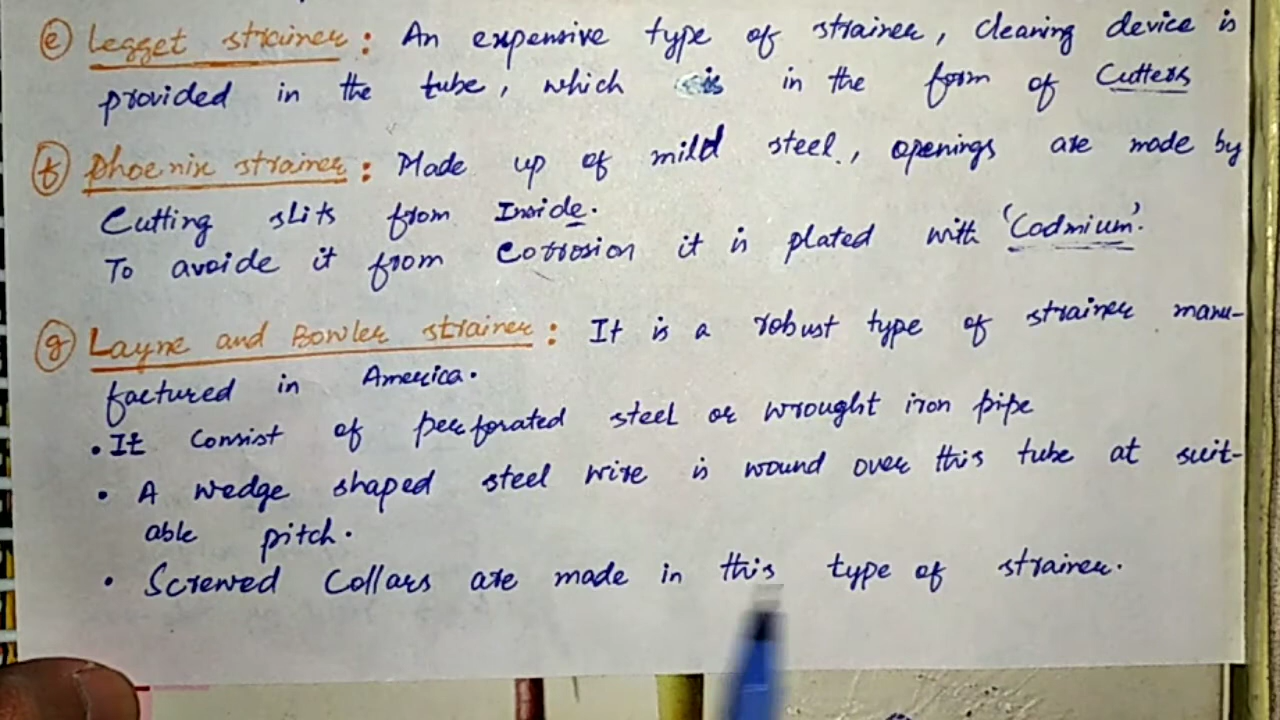 (e) Legget strainer: An expensive type of strainer, cleaning device is
provided in the tube, which is in the form of Cutters
(f) Phoenix strainer: Made up of mild steel, openings are made by
Cutting slits from Inside.
To avoide it from Corrosion it is plated with 'Cadmium'.
(g) Layne and Bowler strainer: It is a robust type of strainer manu-
factured in America.
• It Consist of perforated steel or wrought iron pipe
• A wedge shaped steel wire is wound over this tube at suit-
able pitch.
• Screwed Collars are made in this type of strainer.